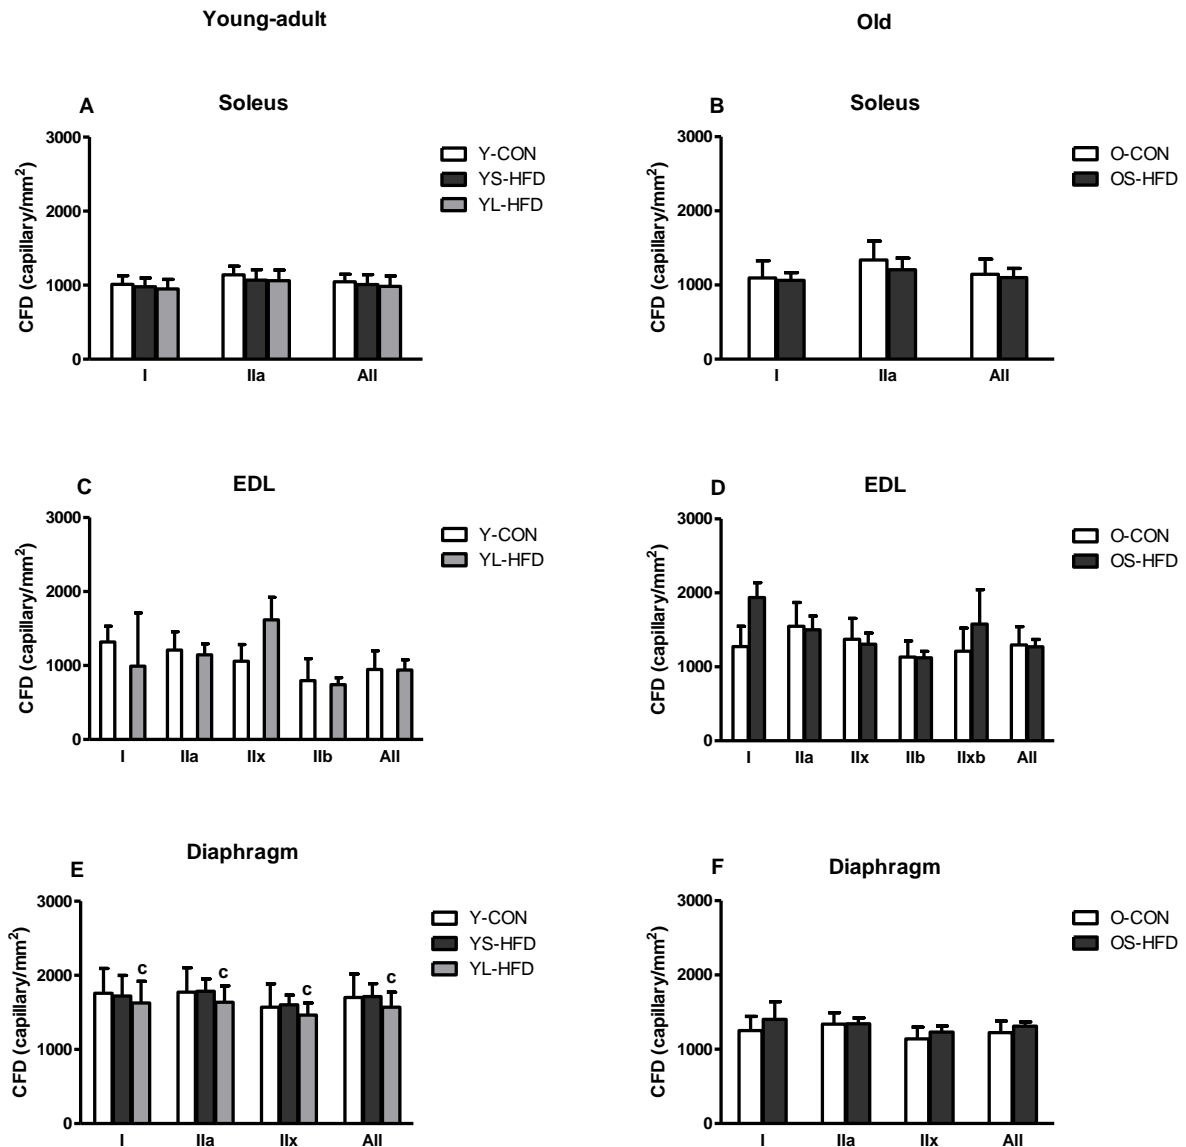 Young-adult
Old
A
Soleus
3000
2000
1000
0
CFD (capillary/mm²)
I
IIa
All
Y-CON
YS-HFD
YL-HFD
B
Soleus
3000
2000
1000
0
CFD (capillary/mm²)
I
IIa
All
O-CON
OS-HFD
C
EDL
3000
2000
1000
0
CFD (capillary/mm²)
I
IIa
IIx
IIb
All
Y-CON
YL-HFD
D
EDL
3000
2000
1000
0
CFD (capillary/mm²)
I
IIa
IIx
IIb
IIxb
All
O-CON
OS-HFD
E
Diaphragm
3000
2000
1000
0
CFD (capillary/mm²)
c
c
c
c
I
IIa
IIx
All
Y-CON
YS-HFD
YL-HFD
F
Diaphragm
3000
2000
1000
0
CFD (capillary/mm²)
I
IIa
IIx
All
O-CON
OS-HFD